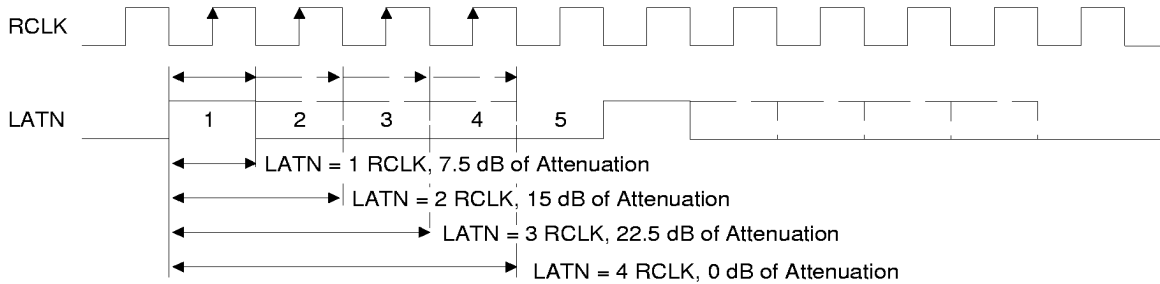 RCLK
LATN
1 2 3 4 5
LATN = 1 RCLK, 7.5 dB of Attenuation
LATN = 2 RCLK, 15 dB of Attenuation
LATN = 3 RCLK, 22.5 dB of Attenuation
LATN = 4 RCLK, 0 dB of Attenuation